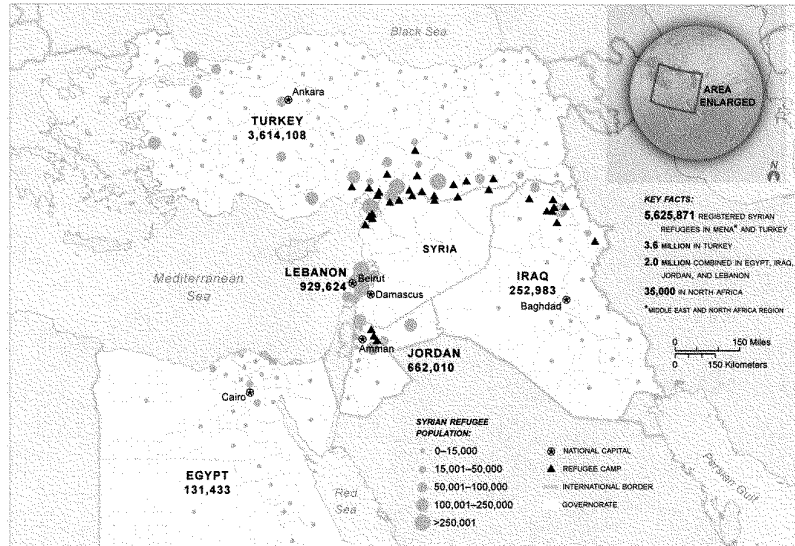 Black Sea
AREA
ENLARGED
Ankara
TURKEY
3,614,108
N
KEY FACTS:
5,625,871 REGISTERED SYRIAN
REFUGEES IN MENA* AND TURKEY
3.6 MILLION IN TURKEY
2.0 MILLION COMBINED IN EGYPT, IRAQ,
JORDAN, AND LEBANON
35,000 IN NORTH AFRICA
*MIDDLE EAST AND NORTH AFRICA REGION
SYRIA
Mediterranean
Sea
LEBANON
929,624
Beirut
Damascus
IRAQ
252,983
Baghdad
0 150 Miles
0 150 Kilometers
Amman
JORDAN
662,010
Cairo
EGYPT
131,433
Red
Sea
Persian Gulf
SYRIAN REFUGEE
POPULATION:
0–15,000
15,001–50,000
50,001–100,000
100,001–250,000
>250,001
NATIONAL CAPITAL
REFUGEE CAMP
INTERNATIONAL BORDER
GOVERNORATE